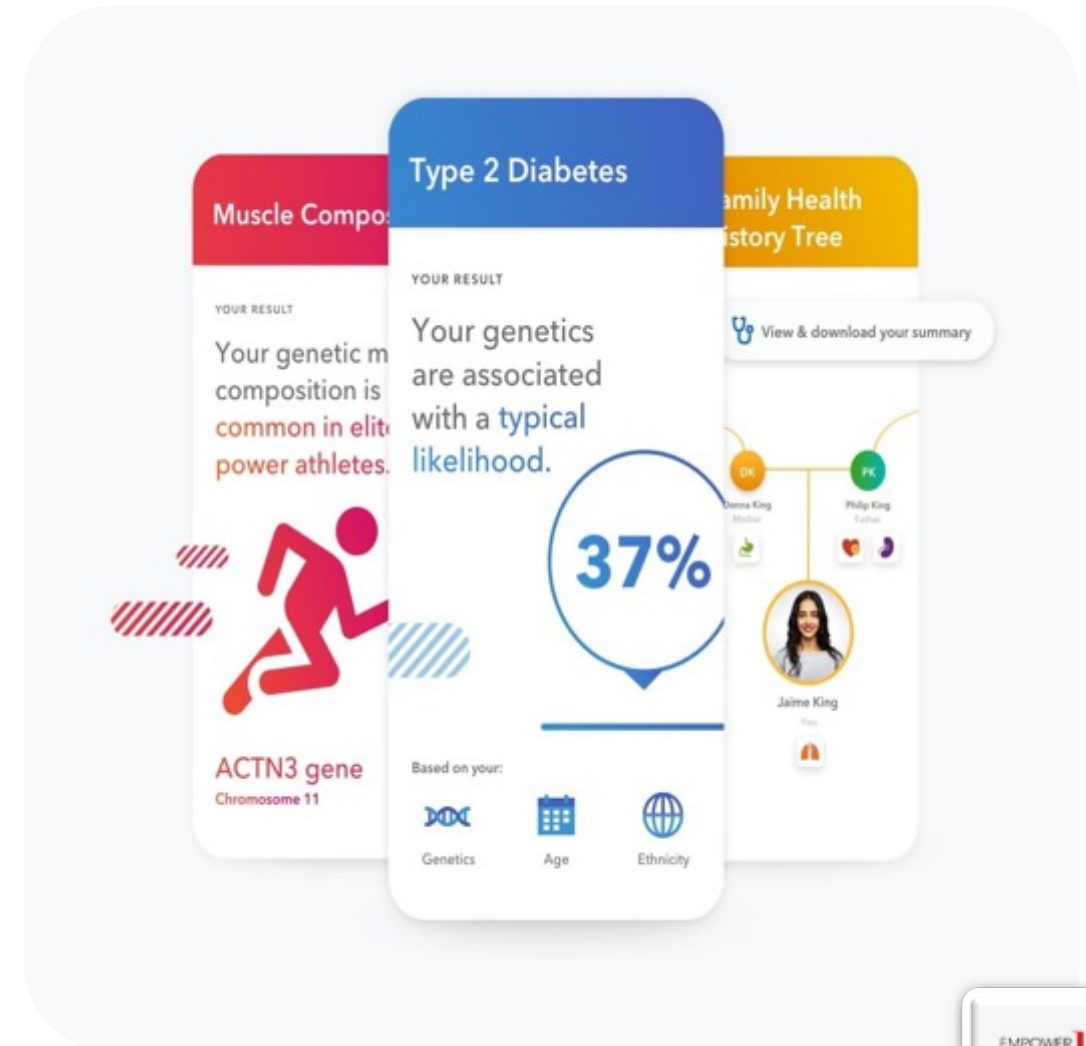 Muscle Compo
YOUR RESULT
Your genetic m
composition is
common in elit
power athletes.
ACTN3 gene
Chromosome 11
Type 2 Diabetes
YOUR RESULT
Your genetics
are associated
with a typical
likelihood.
37%
Based on your:
Genetics
Age
Ethnicity
amily Health
istory Tree
View & download your summary
DK
PK
Donna King
Philip King
Mother
Father
Jaime King
You
EMPOWER